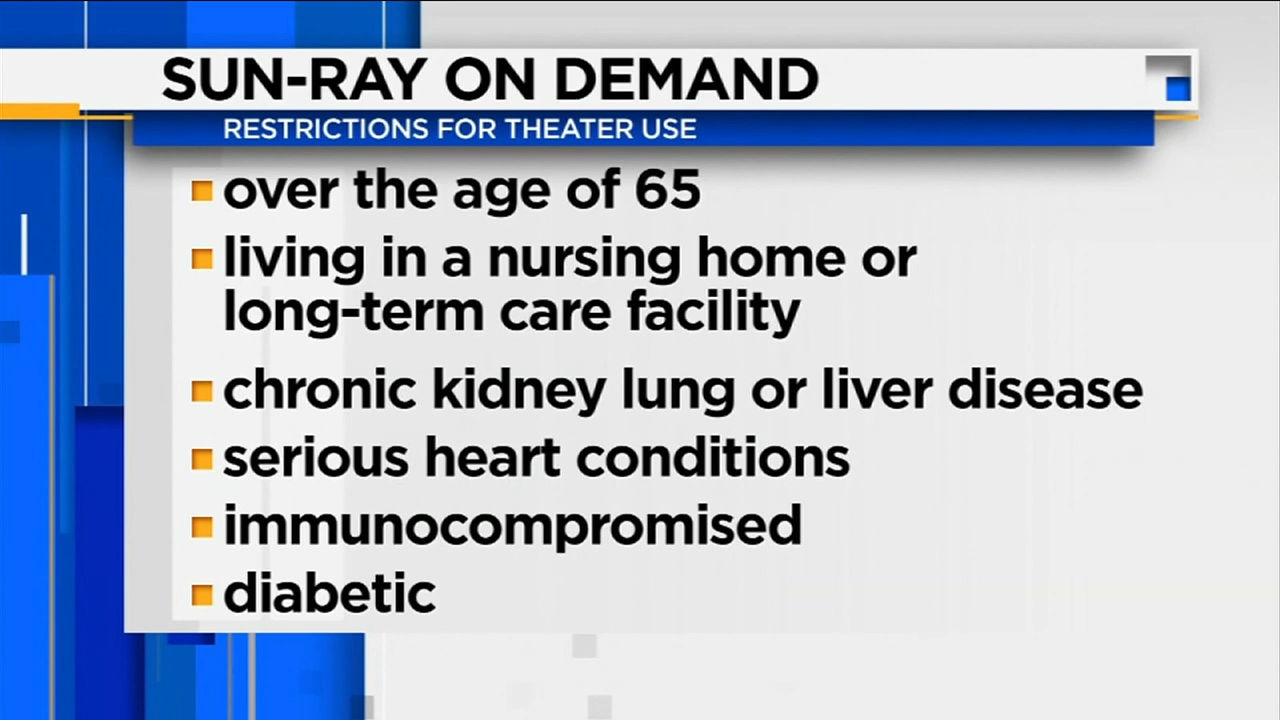 SUN-RAY ON DEMAND
RESTRICTIONS FOR THEATER USE
over the age of 65
living in a nursing home or
long-term care facility
chronic kidney lung or liver disease
serious heart conditions
immunocompromised
diabetic